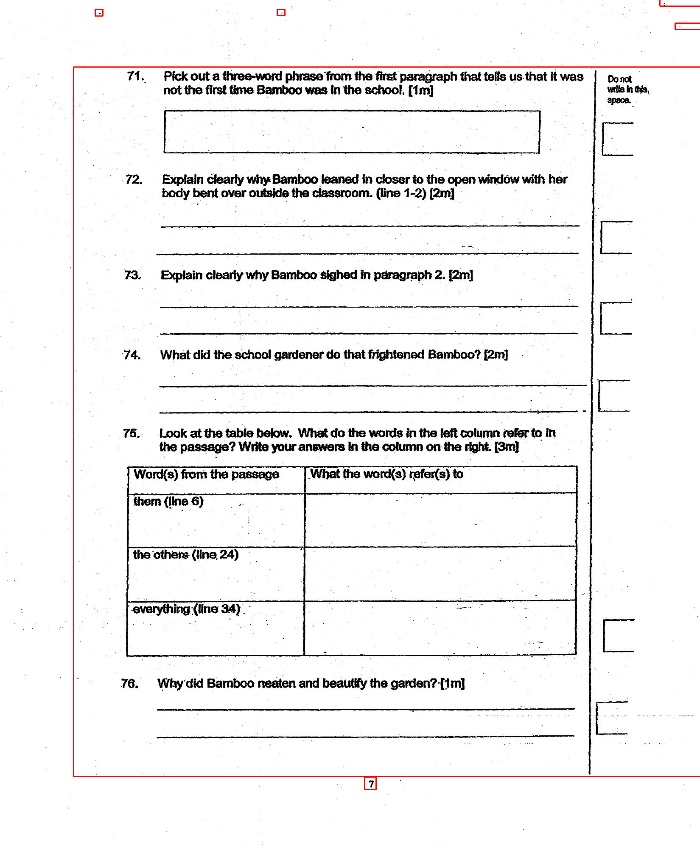 71. Pick out a three-word phrase from the first paragraph that tells us that it was
not the first time Bamboo was in the school. [1m]
Do not
write in this
space.
72. Explain clearly why Bamboo leaned in closer to the open window with her
body bent over outside the classroom. (line 1-2) [2m]
73. Explain clearly why Bamboo sighed in paragraph 2. [2m]
74. What did the school gardener do that frightened Bamboo? [2m]
75. Look at the table below. What do the words in the left column refer to in
the passage? Write your answers in the column on the right. [3m]
Word(s) from the passage What the word(s) refer(s) to
them (line 6)
the others (line 24)
everything (line 34)
76. Why did Bamboo neaten and beautify the garden? [1m]
7